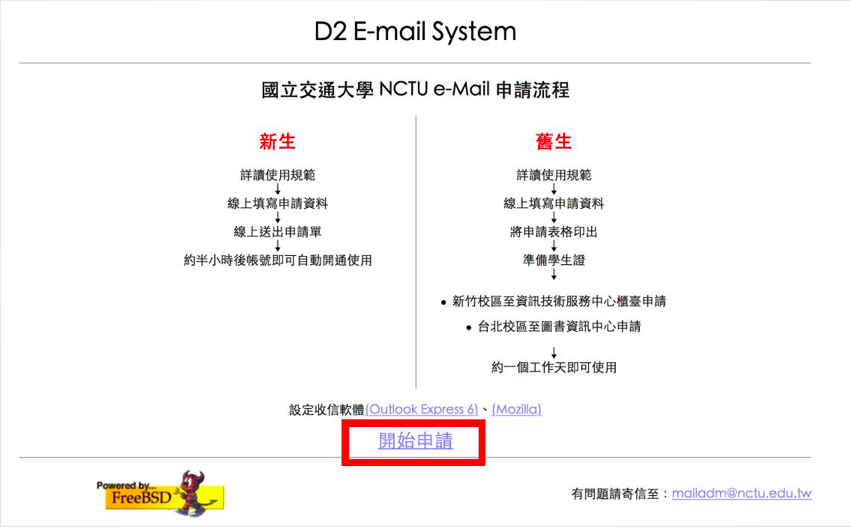 D2 E-mail System
國立交通大學 NCTU e-Mail 申請流程
新生
詳讀使用規範
線上填寫申請資料
線上送出申請單
約半小時後帳號即可自動開通使用
舊生
詳讀使用規範
線上填寫申請資料
將申請表格印出
準備學生證
新竹校區至資訊技術服務中心櫃臺申請
台北校區至圖書資訊中心申請
約一個工作天即可使用
設定收信軟體(Outlook Express 6)、(Mozilla)
開始申請
Powered by...
FreeBSD
有問題請寄信至：mailadm@nctu.edu.tw